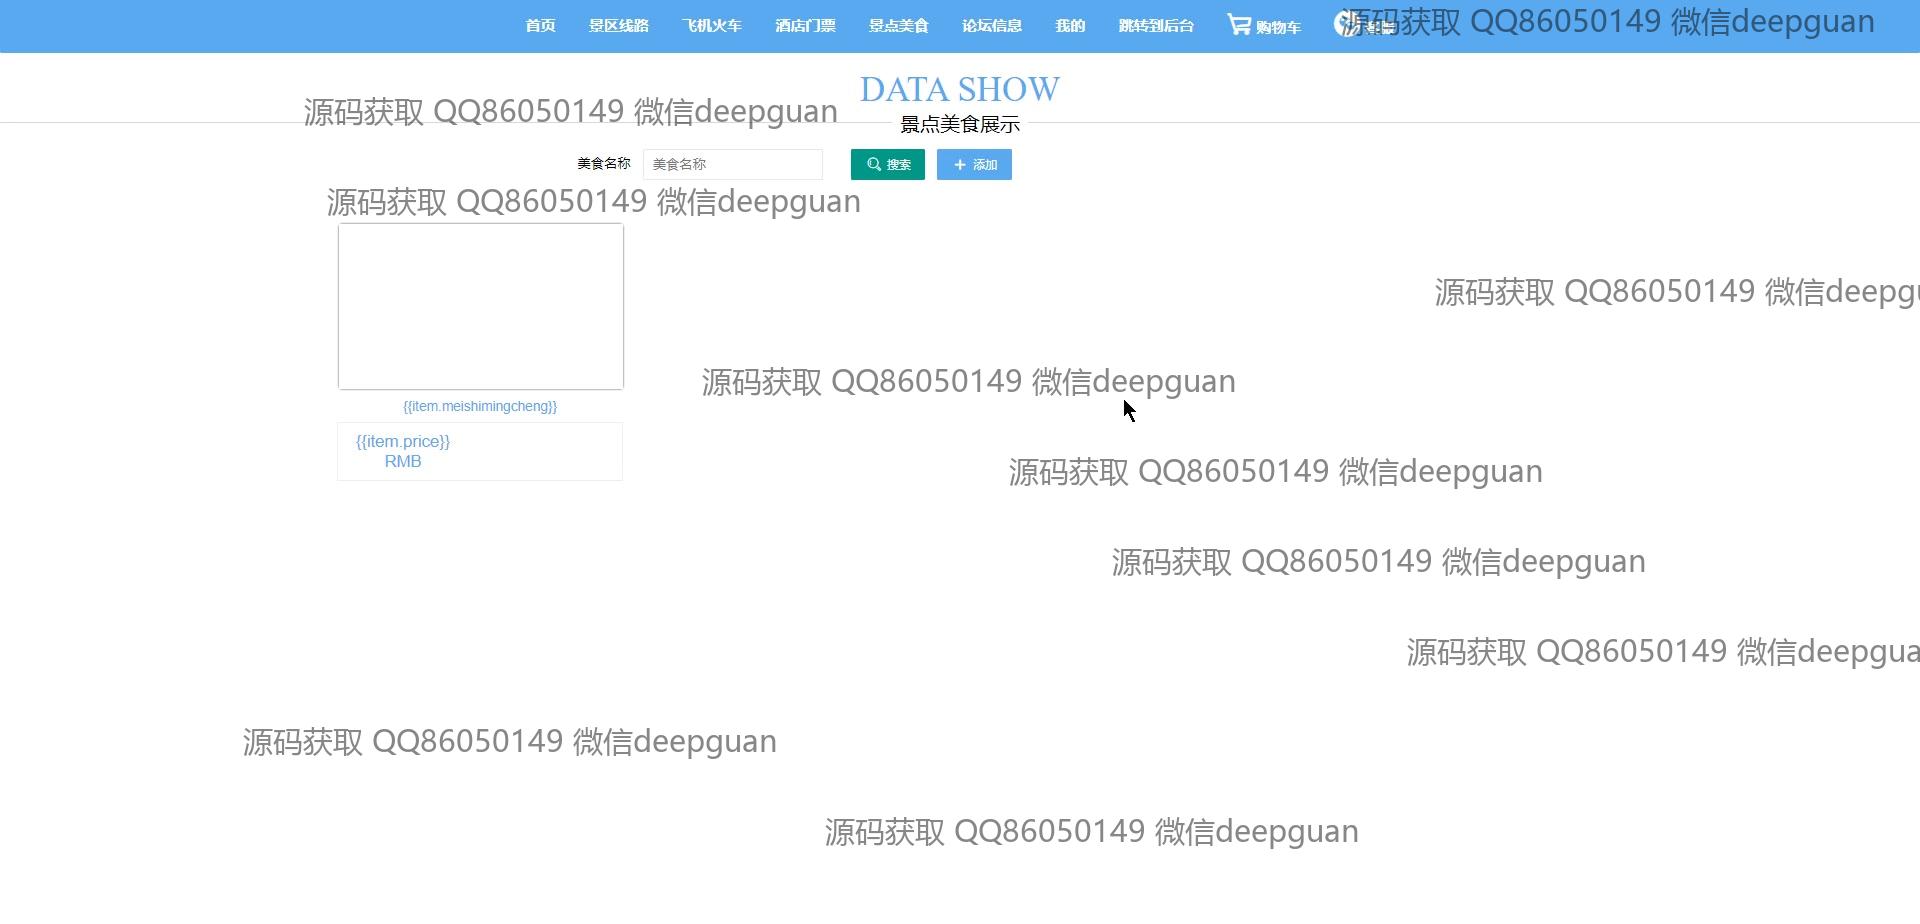 首页 景区线路 飞机火车 酒店门票 景点美食 论坛信息 我的 跳转到后台 购物车
源码获取 QQ86050149 微信deepguan
DATA SHOW
源码获取 QQ86050149 微信deepguan
景点美食展示
美食名称 美食名称 搜索 添加
源码获取 QQ86050149 微信deepguan
源码获取 QQ86050149 微信deepgu
源码获取 QQ86050149 微信deepguan
{{item.meishimingcheng}}
{{item.price}}
RMB
源码获取 QQ86050149 微信deepguan
源码获取 QQ86050149 微信deepguan
源码获取 QQ86050149 微信deepgua
源码获取 QQ86050149 微信deepguan
源码获取 QQ86050149 微信deepguan